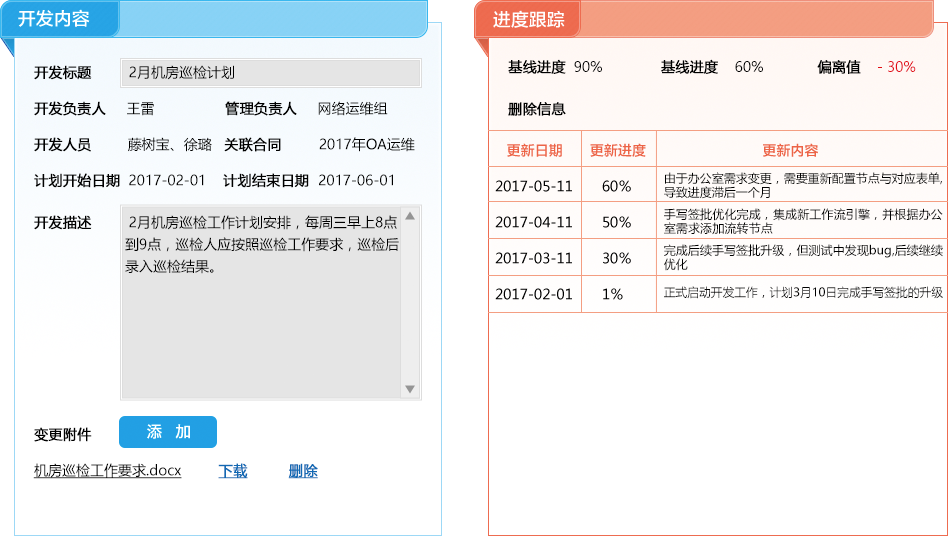 开发内容
开发标题 2月机房巡检计划
开发负责人 王雷 管理负责人 网络运维组
开发人员 藤树宝、徐璐 关联合同 2017年OA运维
计划开始日期 2017-02-01 计划结束日期 2017-06-01
开发描述 2月机房巡检工作计划安排，每周三早上8点
到9点，巡检人应按照巡检工作要求，巡检后
录入巡检结果。
变更附件 添 加
机房巡检工作要求.docx 下载 删除
进度跟踪
基线进度 90% 基线进度 60% 偏离值 - 30%
删除信息
更新日期 更新进度 更新内容
2017-05-11 60% 由于办公室需求变更，需要重新配置节点与对应表单,
导致进度滞后一个月
2017-04-11 50% 手写签批优化完成，集成新工作流引擎，并根据办公
室需求添加流转节点
2017-03-11 30% 完成后续手写签批升级，但测试中发现bug,后续继续
优化
2017-02-01 1% 正式启动开发工作，计划3月10日完成手写签批的升级